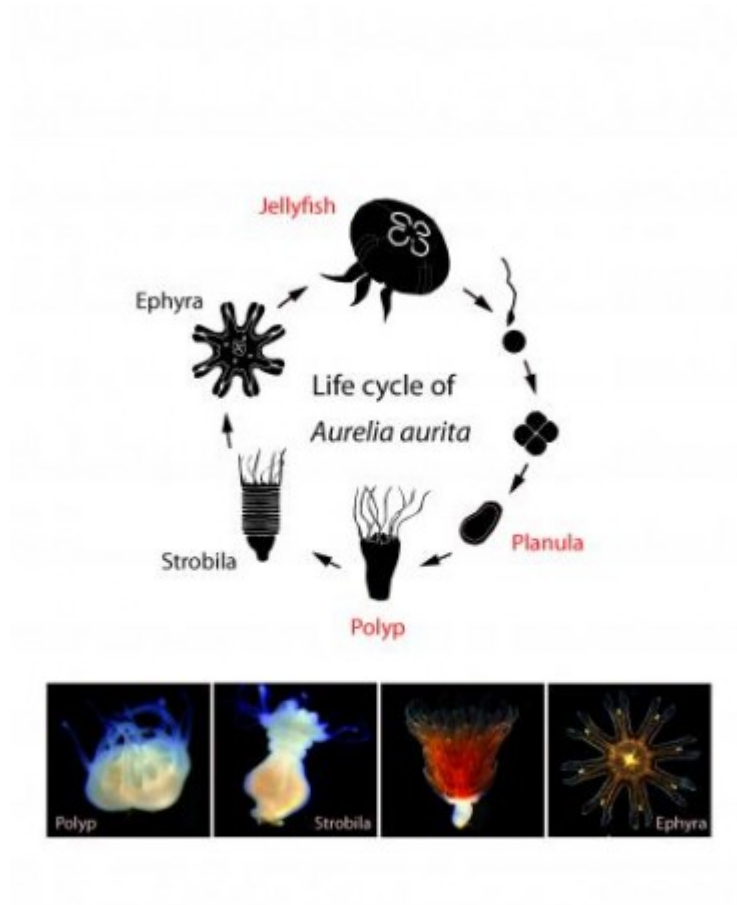 Jellyfish
Ephyra
Life cycle of
Aurelia aurita
Planula
Strobila
Polyp
Polyp
Strobila
Ephyra